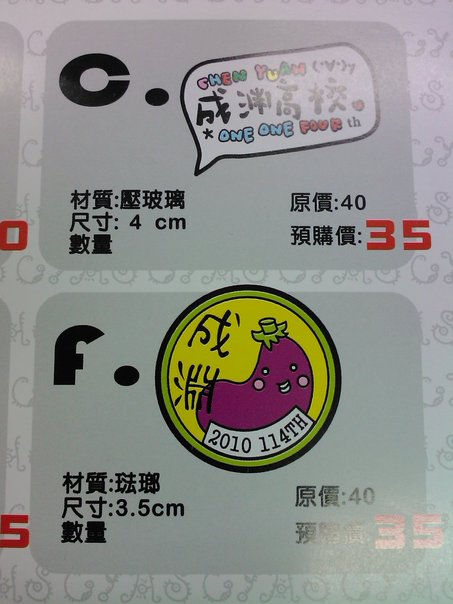 C.
CHEN YUAN (･∀･)y
成淵高校
* ONE ONE FOUR th
材質:壓玻璃
尺寸: 4 cm
數量
原價:40
預購價:35
0
F.
成淵
2010 114TH
材質:琺瑯
尺寸:3.5cm
數量
原價:40
預購價:35
5